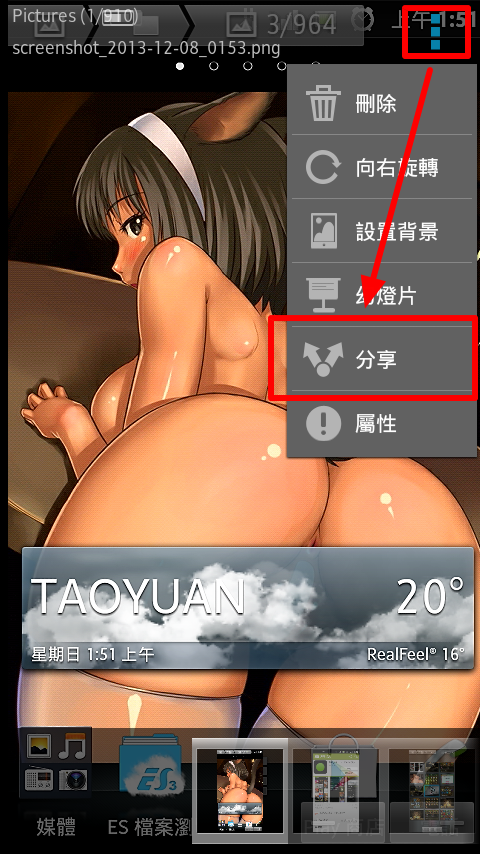 Pictures (1/910)
3/964
上午 1:51
screenshot_2013-12-08_0153.png
刪除
向右旋轉
設置背景
幻燈片
分享
屬性
TAOYUAN
20°
星期日 1:51 上午
RealFeel® 16°
媒體
ES 檔案瀏